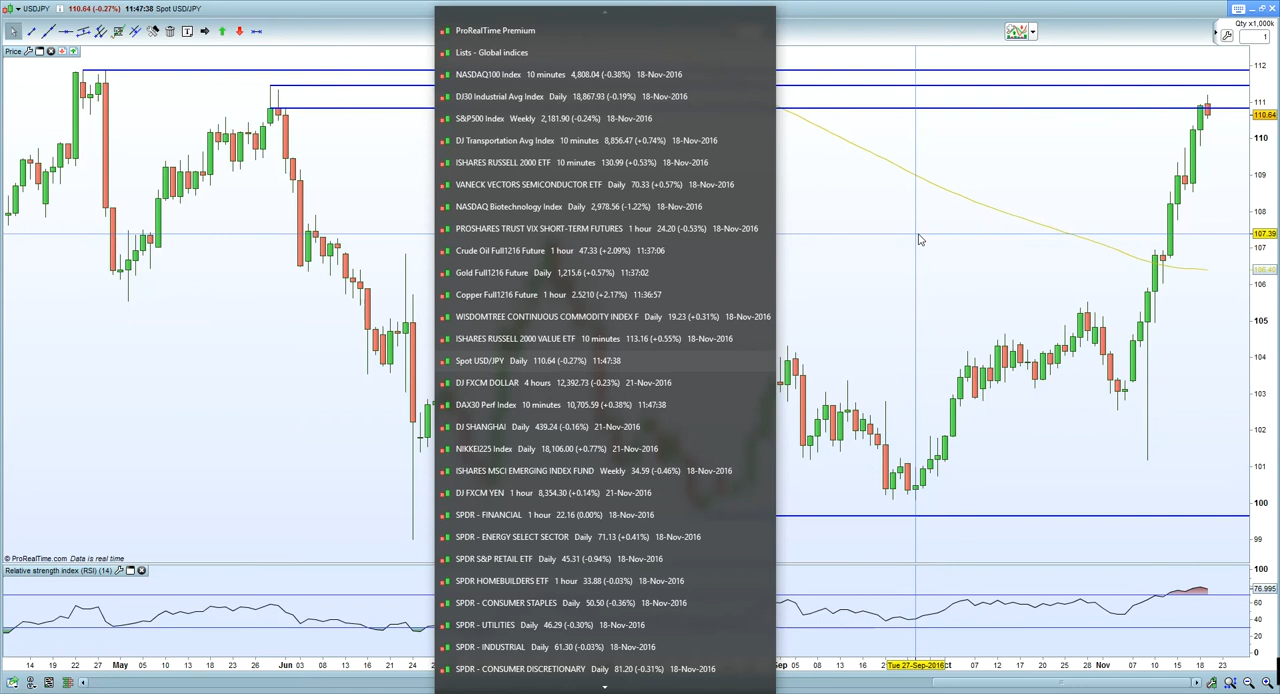 USDJPY 110.64 (-0.27%) 11:47:38 Spot USD/JPY
Qty x1,000k
1
Price
ProRealTime Premium
Lists - Global indices
NASDAQ100 Index 10 minutes 4,808.04 (-0.38%) 18-Nov-2016
DJ30 Industrial Avg Index Daily 18,867.93 (-0.19%) 18-Nov-2016
S&P500 Index Weekly 2,181.90 (-0.24%) 18-Nov-2016
DJ Transportation Avg Index 10 minutes 8,856.47 (+0.74%) 18-Nov-2016
ISHARES RUSSELL 2000 ETF 10 minutes 130.99 (+0.53%) 18-Nov-2016
VANECK VECTORS SEMICONDUCTOR ETF Daily 70.33 (+0.57%) 18-Nov-2016
NASDAQ Biotechnology Index Daily 2,978.56 (-1.22%) 18-Nov-2016
PROSHARES TRUST VIX SHORT-TERM FUTURES 1 hour 24.20 (-0.53%) 18-Nov-2016
Crude Oil Full1216 Future 1 hour 47.33 (+2.09%) 11:37:06
Gold Full1216 Future Daily 1,215.6 (+0.57%) 11:37:02
Copper Full1216 Future 1 hour 2.5210 (+2.17%) 11:36:57
WISDOMTREE CONTINUOUS COMMODITY INDEX F Daily 19.23 (+0.31%) 18-Nov-2016
ISHARES RUSSELL 2000 VALUE ETF 10 minutes 113.16 (+0.55%) 18-Nov-2016
Spot USD/JPY Daily 110.64 (-0.27%) 11:47:38
DJ FXCM DOLLAR 4 hours 12,392.73 (-0.23%) 21-Nov-2016
DAX30 Perf Index 10 minutes 10,705.59 (+0.38%) 11:47:38
DJ SHANGHAI Daily 439.24 (-0.16%) 21-Nov-2016
NIKKEI225 Index Daily 18,106.00 (+0.77%) 21-Nov-2016
ISHARES MSCI EMERGING INDEX FUND Weekly 34.59 (-0.46%) 18-Nov-2016
DJ FXCM YEN 1 hour 8,354.30 (+0.14%) 21-Nov-2016
SPDR - FINANCIAL 1 hour 22.16 (0.00%) 18-Nov-2016
SPDR - ENERGY SELECT SECTOR Daily 71.13 (+0.41%) 18-Nov-2016
SPDR S&P RETAIL ETF Daily 45.31 (-0.94%) 18-Nov-2016
SPDR HOMEBUILDERS ETF 1 hour 33.88 (-0.03%) 18-Nov-2016
SPDR - CONSUMER STAPLES Daily 50.50 (-0.36%) 18-Nov-2016
SPDR - UTILITIES Daily 46.29 (-0.30%) 18-Nov-2016
SPDR - INDUSTRIAL Daily 61.30 (-0.03%) 18-Nov-2016
SPDR - CONSUMER DISCRETIONARY Daily 81.20 (-0.31%) 18-Nov-2016
112
111
110.64
110
109
108
107.39
107
106.40
106
105
104
103
102
101
100
99
© ProRealTime.com Data is real time
Relative strength index (RSI) (14)
100
76.995
60
40
20
0
14 19 22 27 May 05 10 13 18 23 26 Jun 03 10 15 20 24 Sep 05 08 13 16 Tue 27-Sep-2016 ct 07 12 17 20 25 28 Nov 07 10 15 18 23